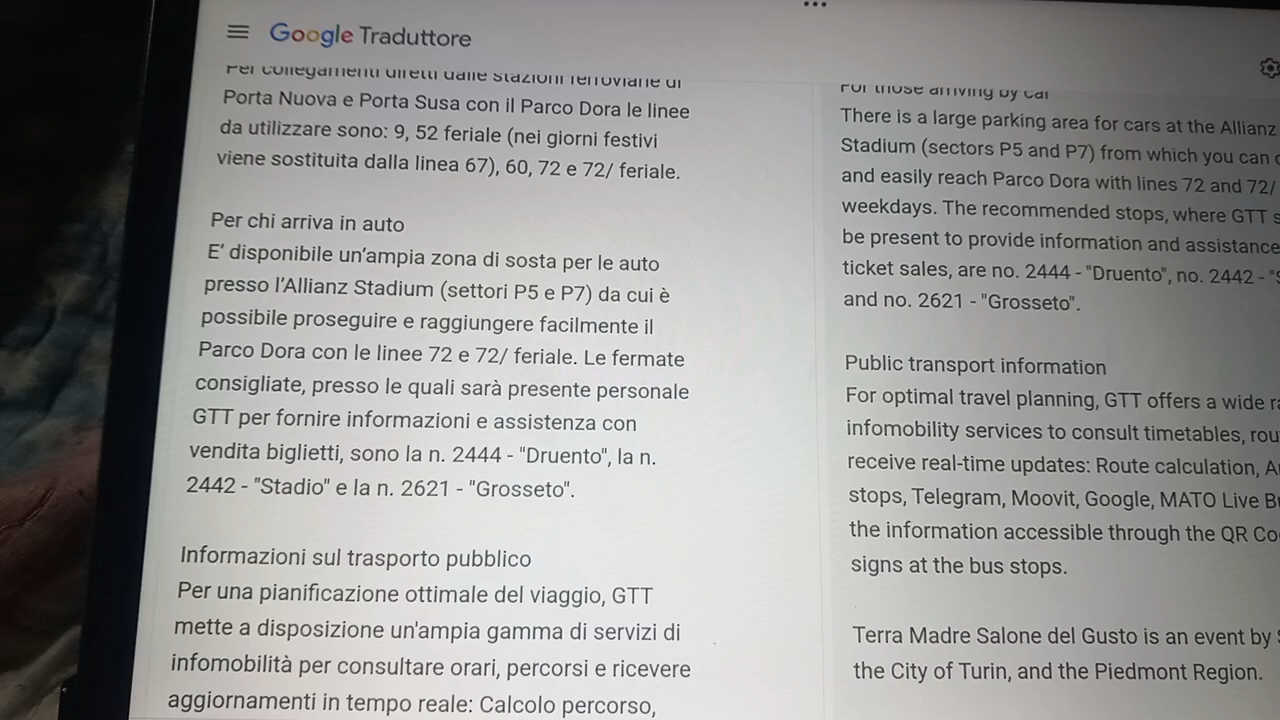 Google Traduttore
Per collegamenti diretti dalle stazioni ferroviarie di
Porta Nuova e Porta Susa con il Parco Dora le linee
da utilizzare sono: 9, 52 feriale (nei giorni festivi
viene sostituita dalla linea 67), 60, 72 e 72/ feriale.
Per chi arriva in auto
E’ disponibile un’ampia zona di sosta per le auto
presso l’Allianz Stadium (settori P5 e P7) da cui è
possibile proseguire e raggiungere facilmente il
Parco Dora con le linee 72 e 72/ feriale. Le fermate
consigliate, presso le quali sarà presente personale
GTT per fornire informazioni e assistenza con
vendita biglietti, sono la n. 2444 - "Druento", la n.
2442 - "Stadio" e la n. 2621 - "Grosseto".
Informazioni sul trasporto pubblico
Per una pianificazione ottimale del viaggio, GTT
mette a disposizione un'ampia gamma di servizi di
infomobilità per consultare orari, percorsi e ricevere
aggiornamenti in tempo reale: Calcolo percorso,
For those arriving by car
There is a large parking area for cars at the Allianz
Stadium (sectors P5 and P7) from which you can
and easily reach Parco Dora with lines 72 and 72/
weekdays. The recommended stops, where GTT
be present to provide information and assistance
ticket sales, are no. 2444 - "Druento", no. 2442 -
and no. 2621 - "Grosseto".
Public transport information
For optimal travel planning, GTT offers a wide
infomobility services to consult timetables,
receive real-time updates: Route calculation,
stops, Telegram, Moovit, Google, MATO Live
the information accessible through the QR
signs at the bus stops.
Terra Madre Salone del Gusto is an event by
the City of Turin, and the Piedmont Region.